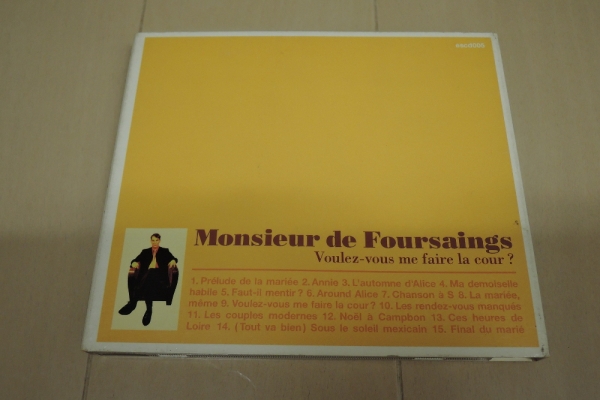 Monsieur de Foursaings
Voulez-vous me faire la cour ?
1. Prélude de la mariée 2. Annie 3. L'automne d'Alice 4. Ma demoiselle
habile 5. Faut-il mentir ? 6. Around Alice 7. Chanson à S 8. La mariée,
même 9. Voulez-vous me faire la cour ? 10. Les rendez-vous manqués
11. Les couples modernes 12. Noël à Campbon 13. Ces heures de
Loire 14. (Tout va bien) Sous le soleil mexicain 15. Final du marié